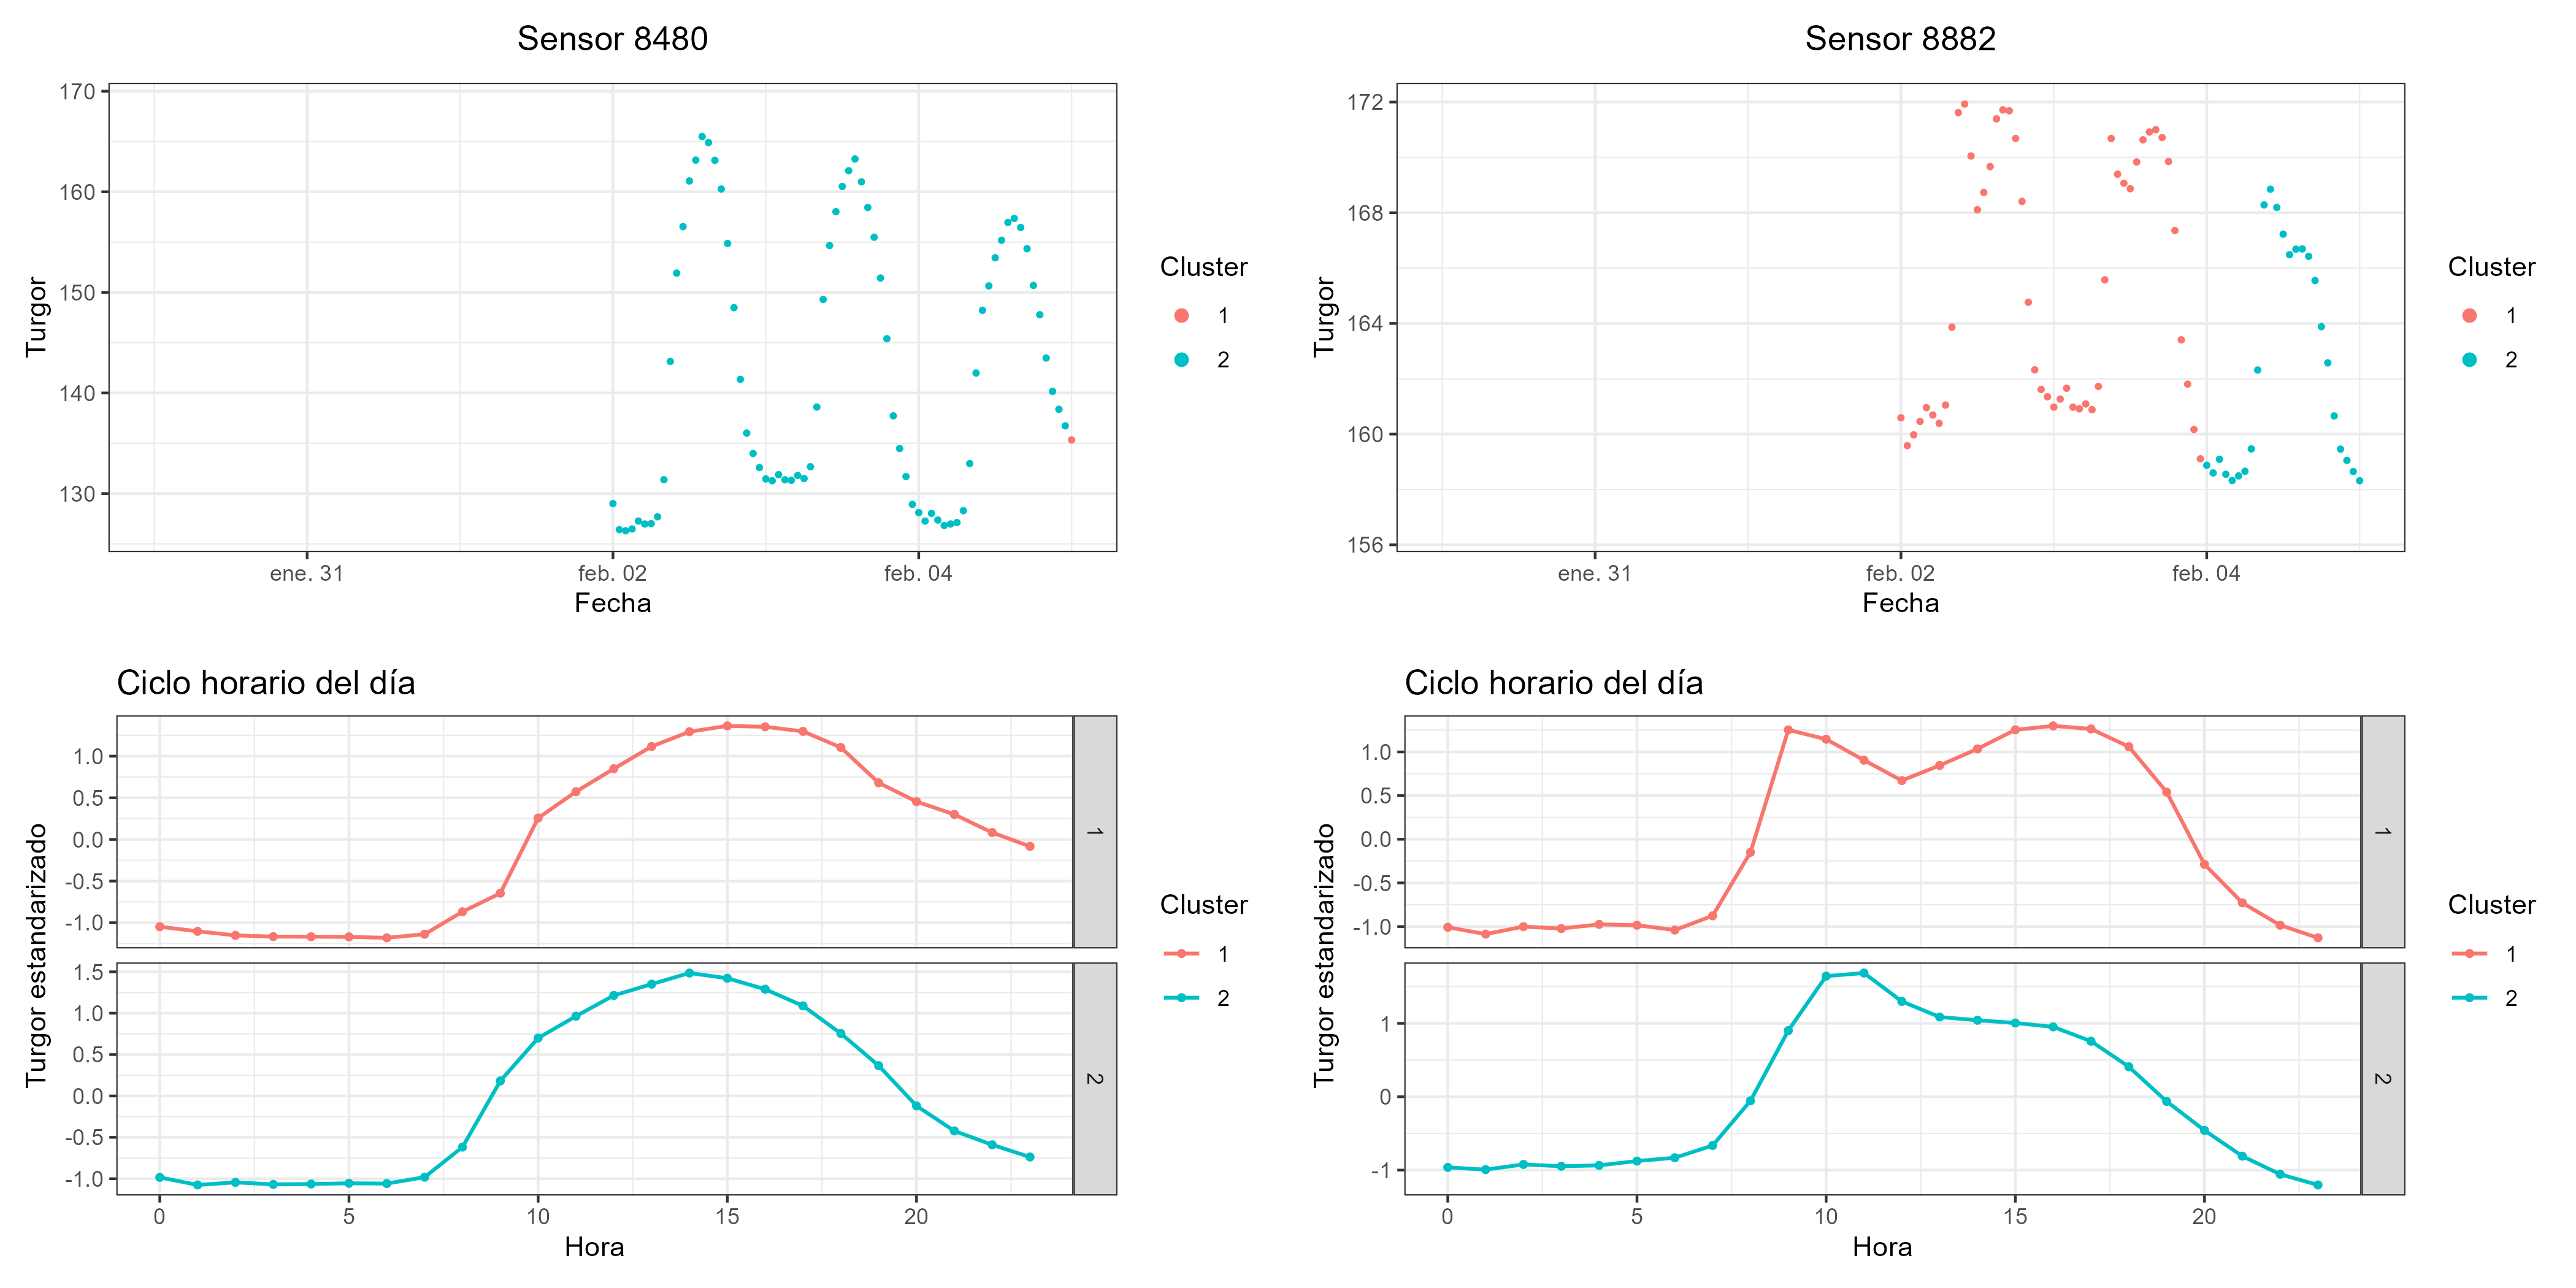 Sensor 8480
170
160
150
140
130
Turgor
ene. 31
feb. 02
feb. 04
Fecha
Cluster
1
2
Sensor 8882
172
168
164
160
156
Turgor
ene. 31
feb. 02
feb. 04
Fecha
Cluster
1
2
Ciclo horario del día
1.0
0.5
0.0
-0.5
-1.0
1
1.5
1.0
0.5
0.0
-0.5
-1.0
2
Turgor estandarizado
0
5
10
15
20
Hora
Cluster
1
2
Ciclo horario del día
1.0
0.5
0.0
-0.5
-1.0
1
1
0
-1
2
Turgor estandarizado
0
5
10
15
20
Hora
Cluster
1
2